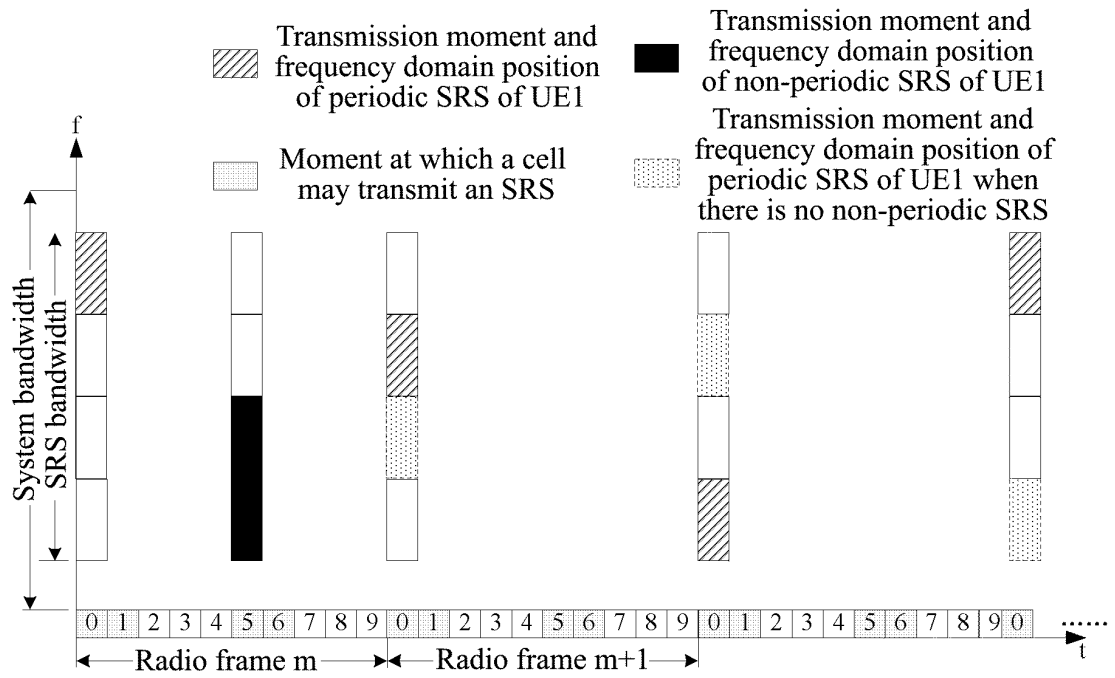 Transmission moment and
frequency domain position
of periodic SRS of UE1
Transmission moment and
frequency domain position
of non-periodic SRS of UE1
Moment at which a cell
may transmit an SRS
Transmission moment and
frequency domain position of
periodic SRS of UE1 when
there is no non-periodic SRS
f
System bandwidth
SRS bandwidth
0 1 2 3 4 5 6 7 8 9 0 1 2 3 4 5 6 7 8 9 0 1 2 3 4 5 6 7 8 9 0 ......
Radio frame m
Radio frame m+1
t